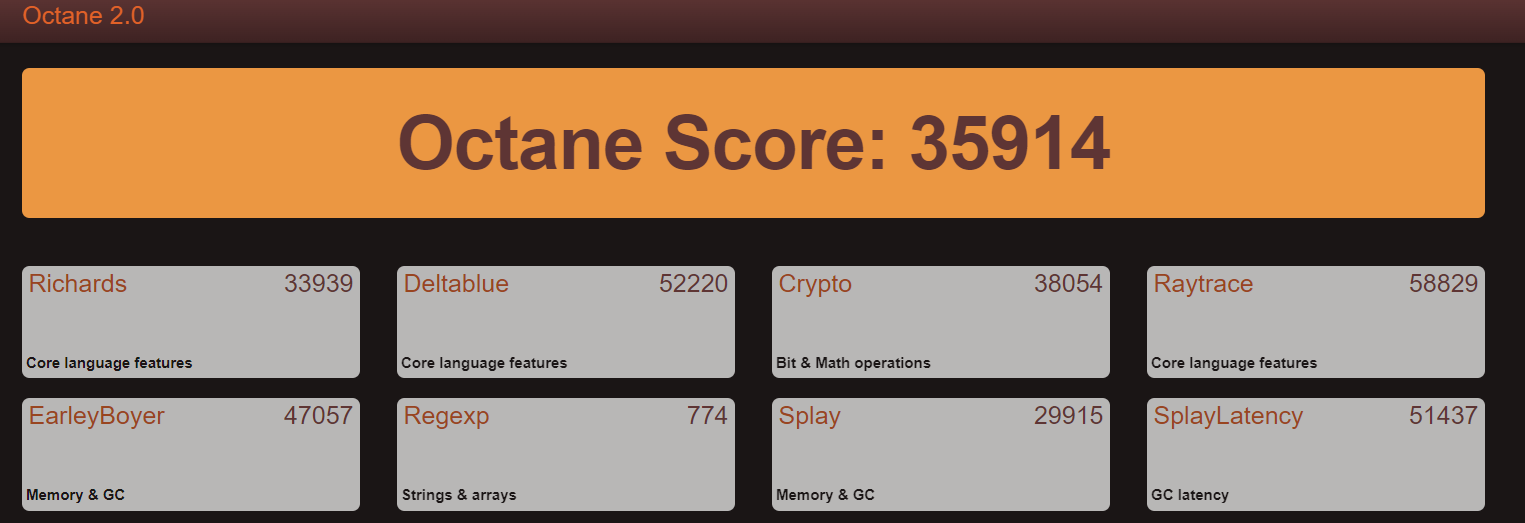 Octane 2.0
Octane Score: 35914
Richards 33939
Core language features
Deltablue 52220
Core language features
Crypto 38054
Bit & Math operations
Raytrace 58829
Core language features
EarleyBoyer 47057
Memory & GC
Regexp 774
Strings & arrays
Splay 29915
Memory & GC
SplayLatency 51437
GC latency